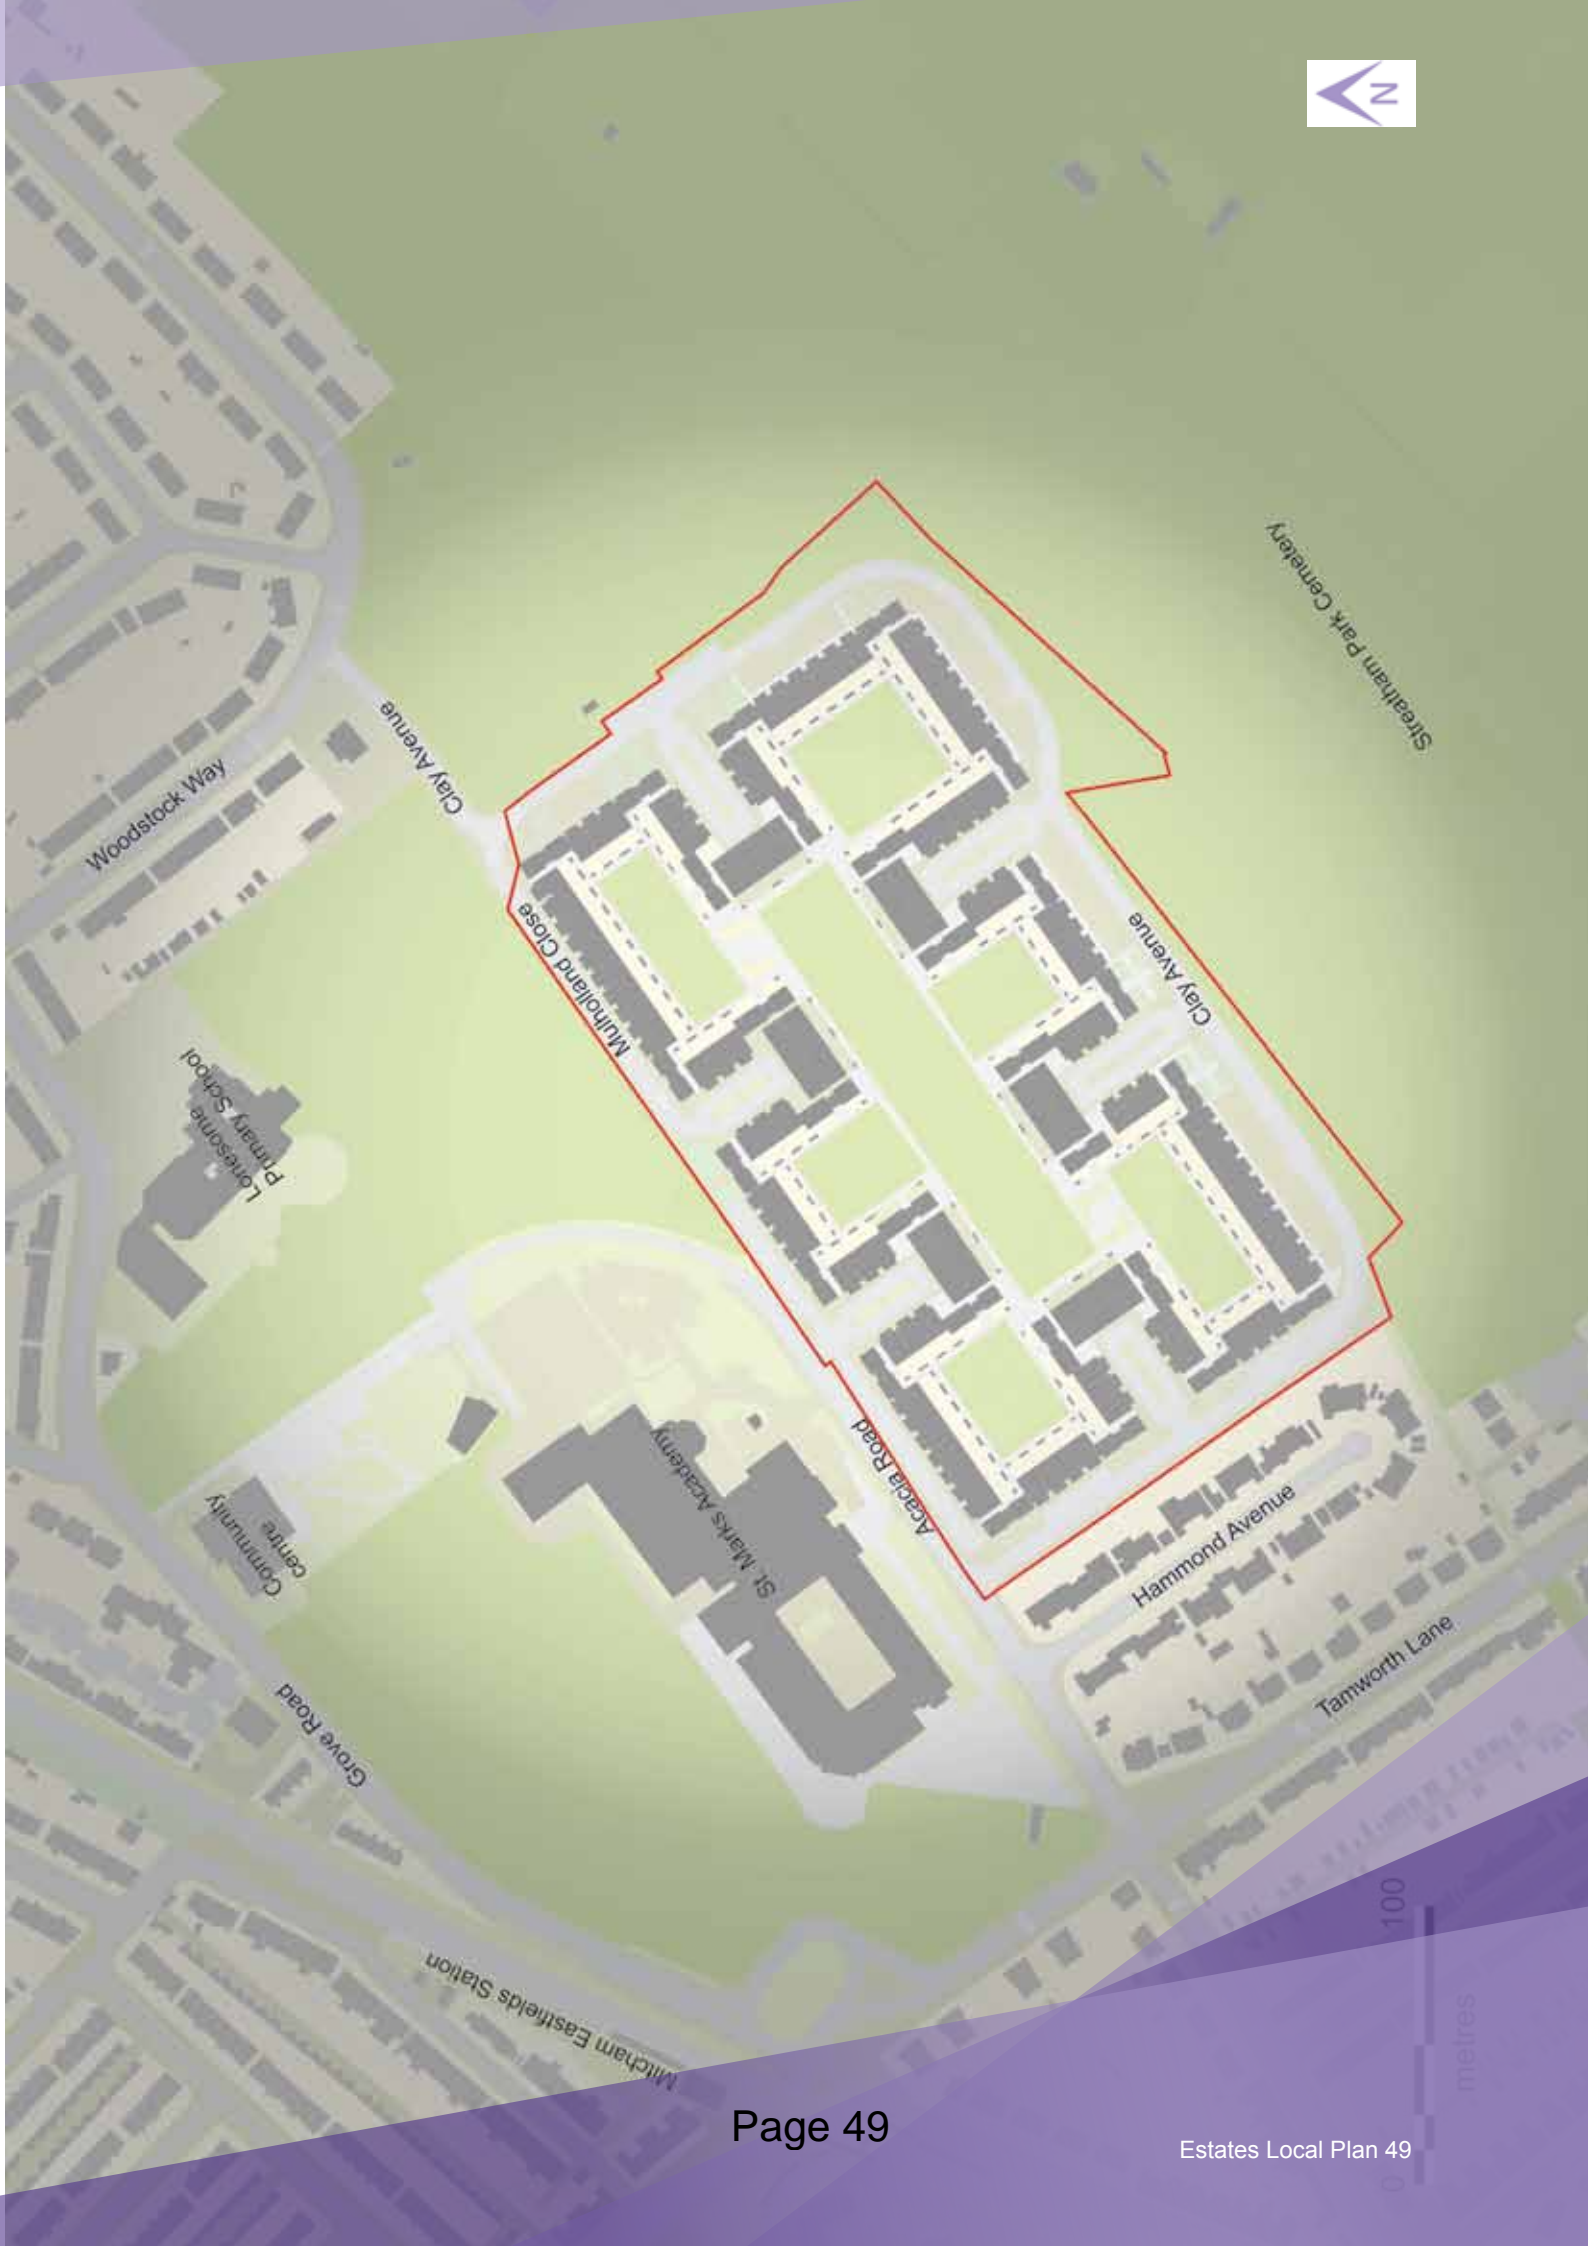 N
Streatham Park Cemetery
Clay Avenue
Woodstock Way
Mulholland Close
Clay Avenue
Lonesome
Primary School
Acacia Road
St. Marks Academy
Community
centre
Hammond Avenue
Tamworth Lane
Grove Road
Mitcham Eastfields Station
100
metres
0
Page 49
Estates Local Plan 49